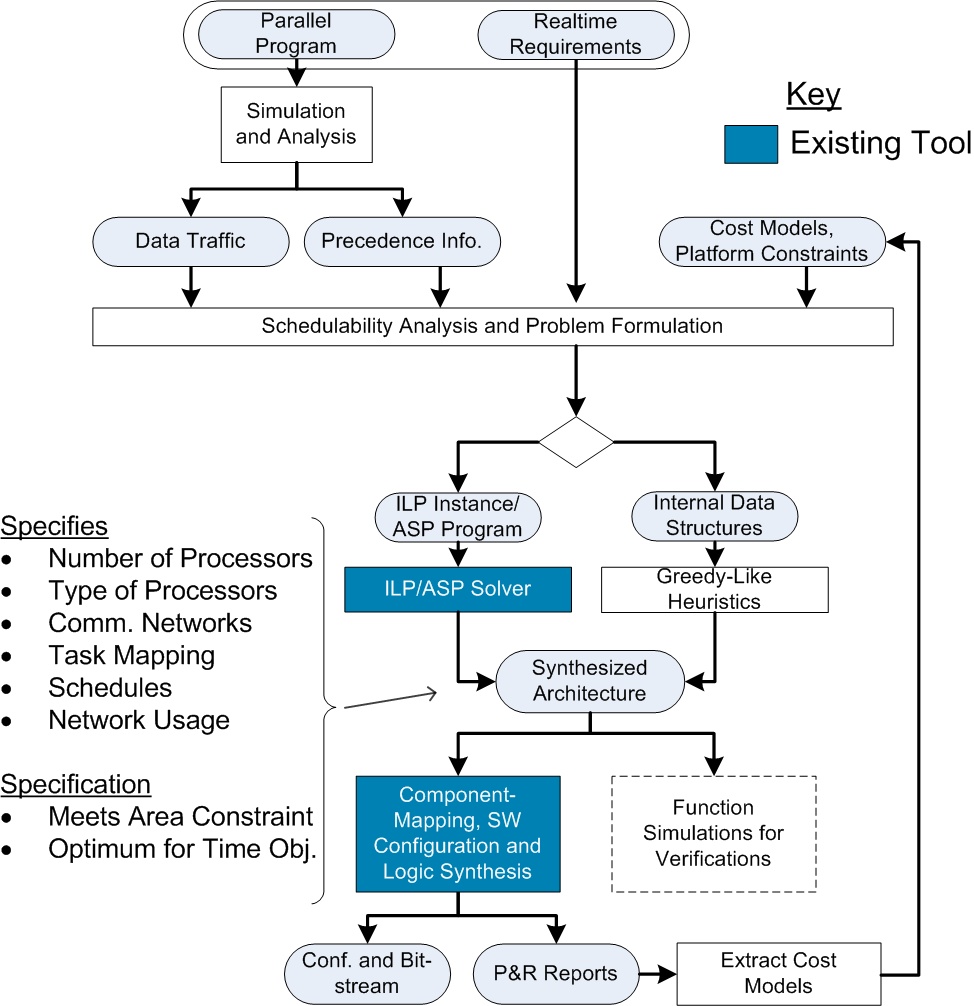 Parallel
Program
Realtime
Requirements
Simulation
and Analysis
Key
Existing Tool
Data Traffic
Precedence Info.
Cost Models,
Platform Constraints
Schedulability Analysis and Problem Formulation
ILP Instance/
ASP Program
Internal Data
Structures
ILP/ASP Solver
Greedy-Like
Heuristics
Specifies
• Number of Processors
• Type of Processors
• Comm. Networks
• Task Mapping
• Schedules
• Network Usage
Synthesized
Architecture
Specification
• Meets Area Constraint
• Optimum for Time Obj.
Component-
Mapping, SW
Configuration and
Logic Synthesis
Function
Simulations for
Verifications
Conf. and Bit-
stream
P&R Reports
Extract Cost
Models